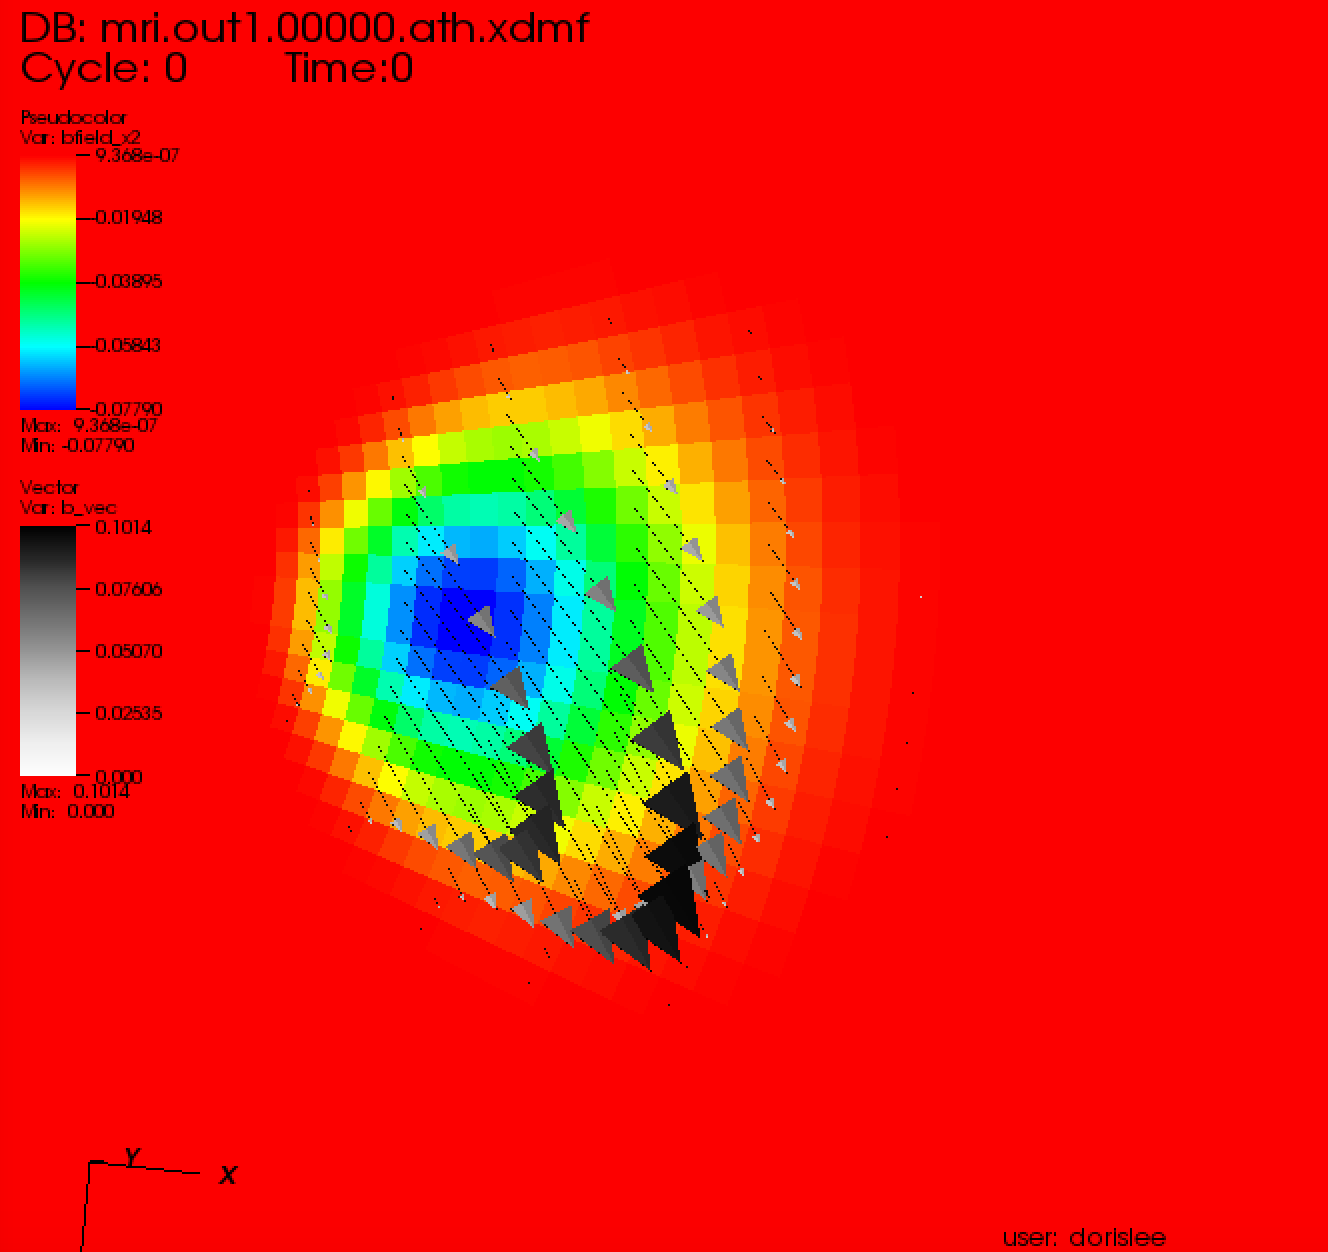 DB: mri.out1.00000.ath.xdmf
Cycle: 0 Time:0
Pseudocolor
Var: bfield_x2
9.368e-07
-0.01948
-0.03895
-0.05843
-0.07790
Max: 9.368e-07
Min: -0.07790
Vector
Var: b_vec
0.1014
0.07606
0.05070
0.02535
0.000
Max: 0.1014
Min: 0.000
Y
X
user: dorislee